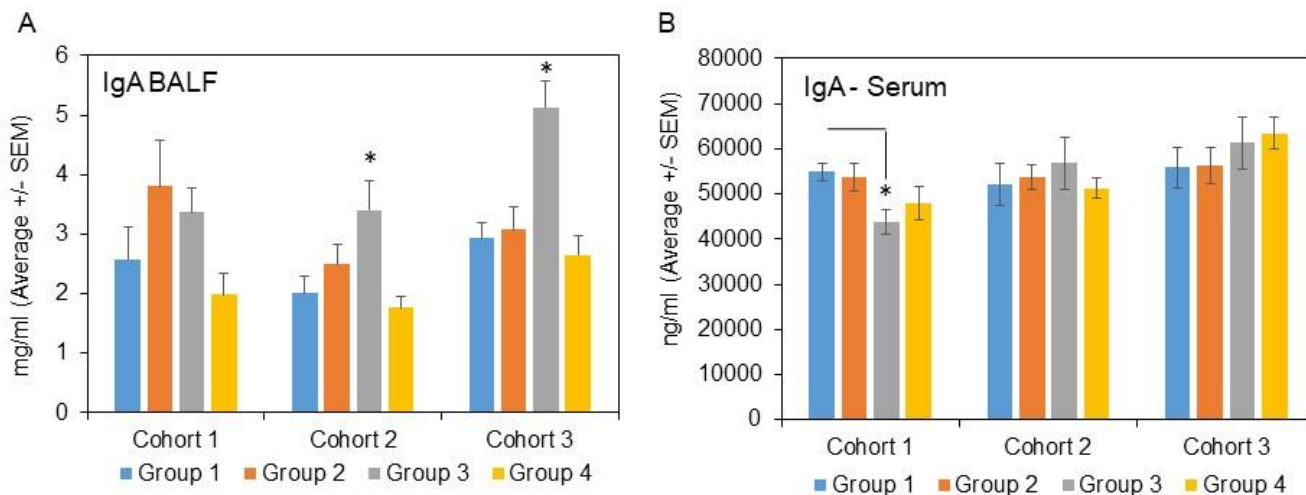 A
IgA BALF
mg/ml (Average +/- SEM)
6
5
4
3
2
1
0
*
*
Cohort 1 Cohort 2 Cohort 3
Group 1 Group 2 Group 3 Group 4
B
IgA - Serum
ng/ml (Average +/- SEM)
80000
70000
60000
50000
40000
30000
20000
10000
0
*
Cohort 1 Cohort 2 Cohort 3
Group 1 Group 2 Group 3 Group 4